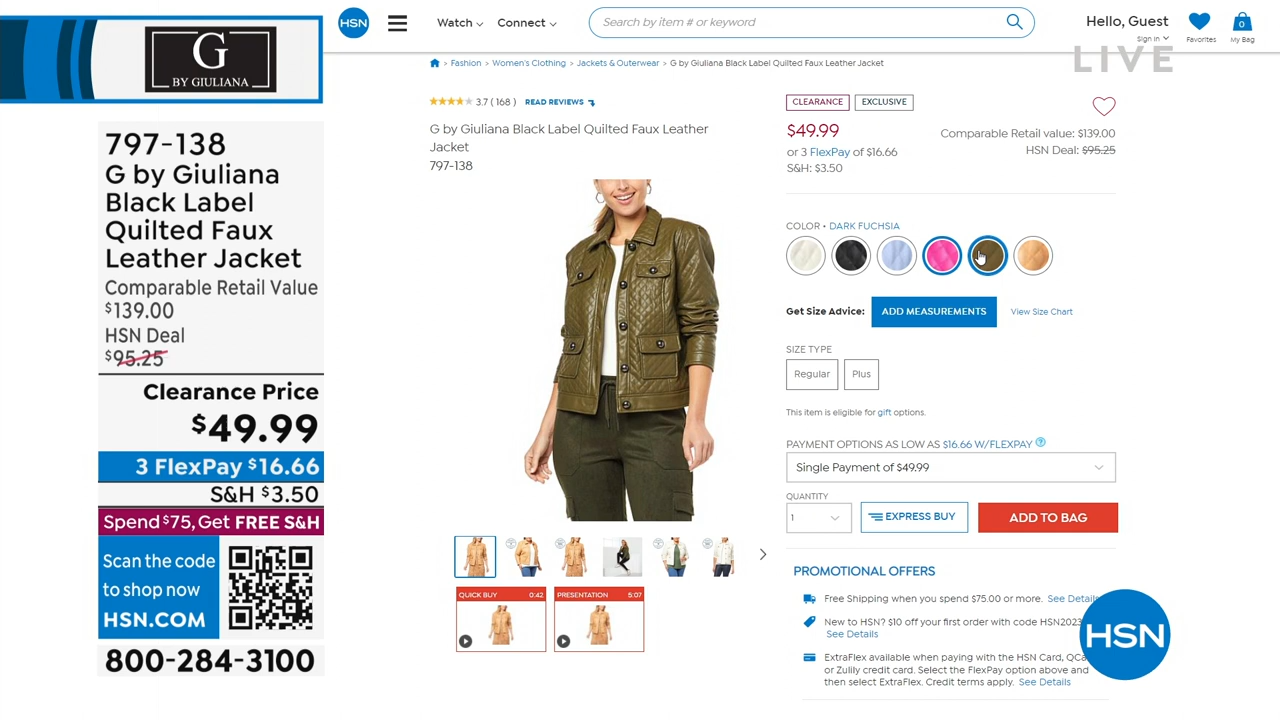 G
BY GIULIANA
797-138
G by Giuliana
Black Label
Quilted Faux
Leather Jacket
Comparable Retail Value
$139.00
HSN Deal
$95.25
Clearance Price
$49.99
3 FlexPay $16.66
S&H $3.50
Spend $75, Get FREE S&H
Scan the code
to shop now
HSN.COM
800-284-3100
HSN
Watch
Connect
Search by item # or keyword
Hello, Guest
Sign In
Favorites
0
My Bag
LIVE
> Fashion > Women's Clothing > Jackets & Outerwear > G by Giuliana Black Label Quilted Faux Leather Jacket
3.7 ( 168 ) READ REVIEWS
G by Giuliana Black Label Quilted Faux Leather
Jacket
797-138
QUICK BUY 0:42
PRESENTATION 5:07
CLEARANCE
EXCLUSIVE
$49.99
Comparable Retail value: $139.00
or 3 FlexPay of $16.66
HSN Deal: $95.25
S&H: $3.50
COLOR • DARK FUCHSIA
Get Size Advice:
ADD MEASUREMENTS
View Size Chart
SIZE TYPE
Regular
Plus
This item is eligible for gift options.
PAYMENT OPTIONS AS LOW AS $16.66 W/FLEXPAY ?
Single Payment of $49.99
QUANTITY
1
EXPRESS BUY
ADD TO BAG
PROMOTIONAL OFFERS
Free Shipping when you spend $75.00 or more. See Details
New to HSN? $10 off your first order with code HSN2023
See Details
ExtraFlex available when paying with the HSN Card, QCa
or Zulily credit card. Select the FlexPay option above and
then select ExtraFlex. Credit terms apply. See Details
HSN